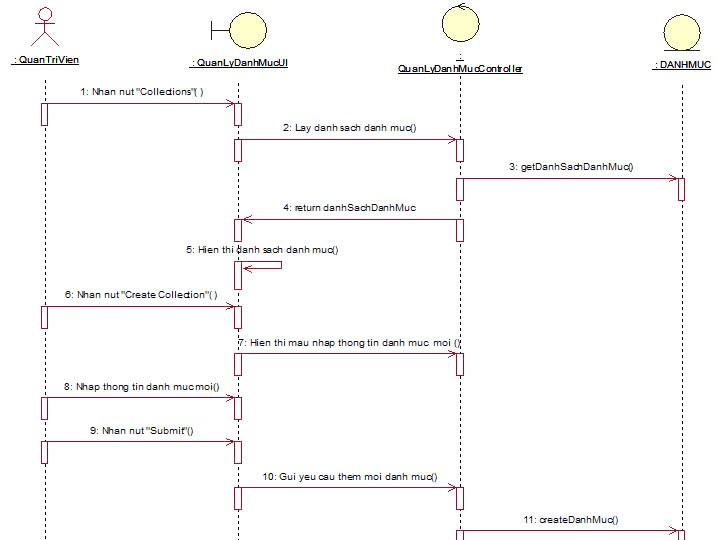 : QuanTriVien
: QuanLyDanhMucUI
:
QuanLyDanhMucController
: DANHMUC
1: Nhan nut "Collections"( )
2: Lay danh sach danh muc()
3: getDanhSachDanhMuc()
4: return danhSachDanhMuc
5: Hien thi danh sach danh muc()
6: Nhan nut "Create Collection"( )
7: Hien thi mau nhap thong tin danh muc moi ()
8: Nhap thong tin danh muc moi()
9: Nhan nut "Submit"()
10: Gui yeu cau them moi danh muc()
11: createDanhMuc()